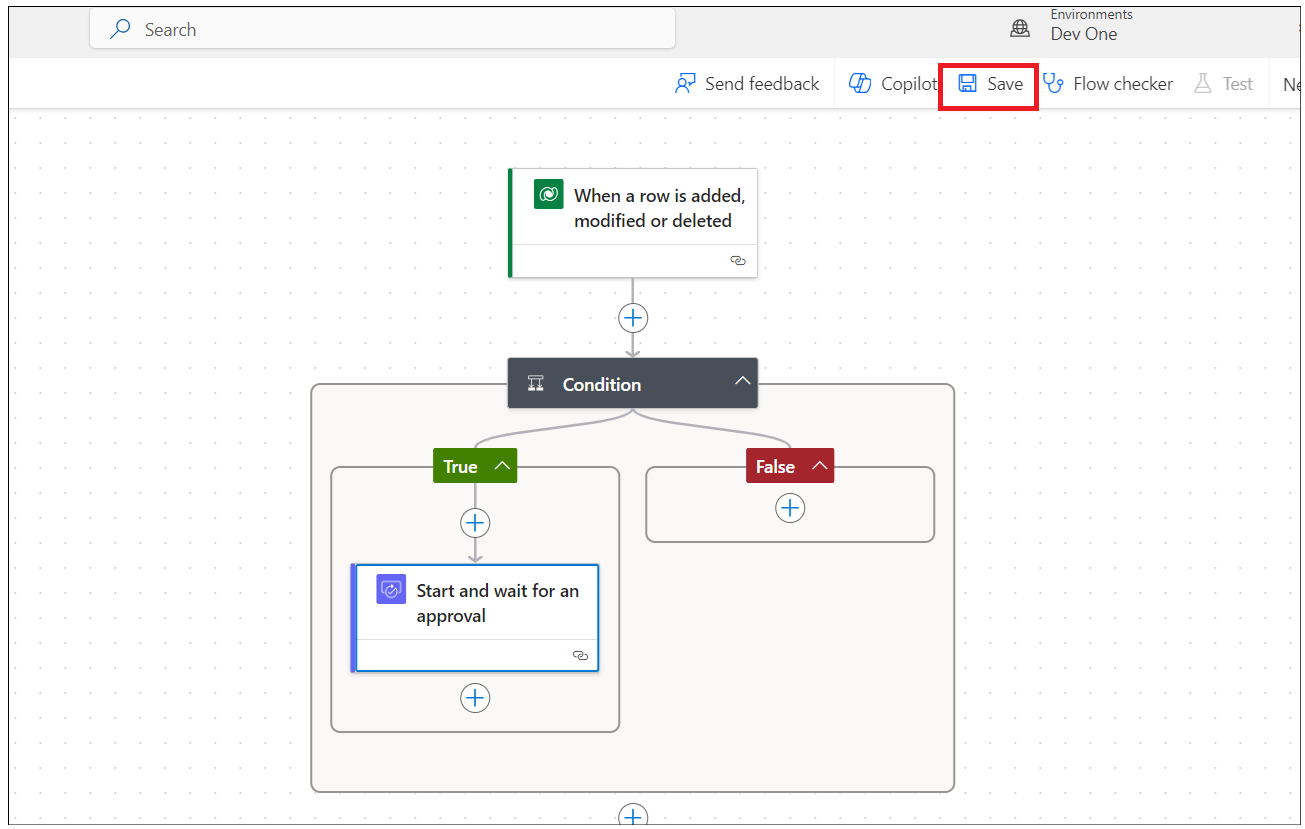 Search
Environments
Dev One
Send feedback
Copilot
Save
Flow checker
Test
Ne
When a row is added,
modified or deleted
Condition
True
False
Start and wait for an
approval